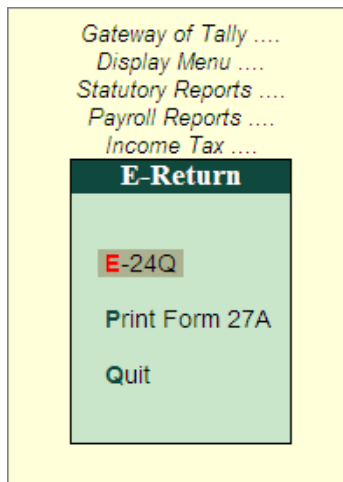 Gateway of Tally ....
Display Menu ....
Statutory Reports ....
Payroll Reports ....
Income Tax ....
E-Return
E-24Q
Print Form 27A
Quit